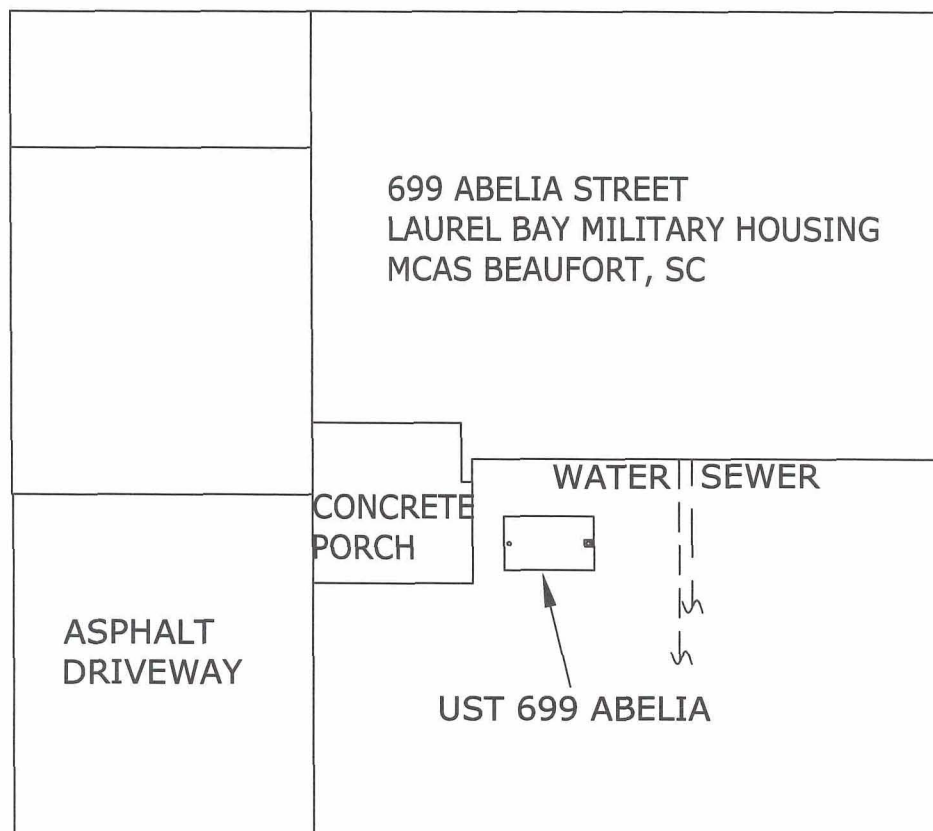 699 ABELIA STREET
LAUREL BAY MILITARY HOUSING
MCAS BEAUFORT, SC
WATER SEWER
CONCRETE
PORCH
ASPHALT
DRIVEWAY
UST 699 ABELIA